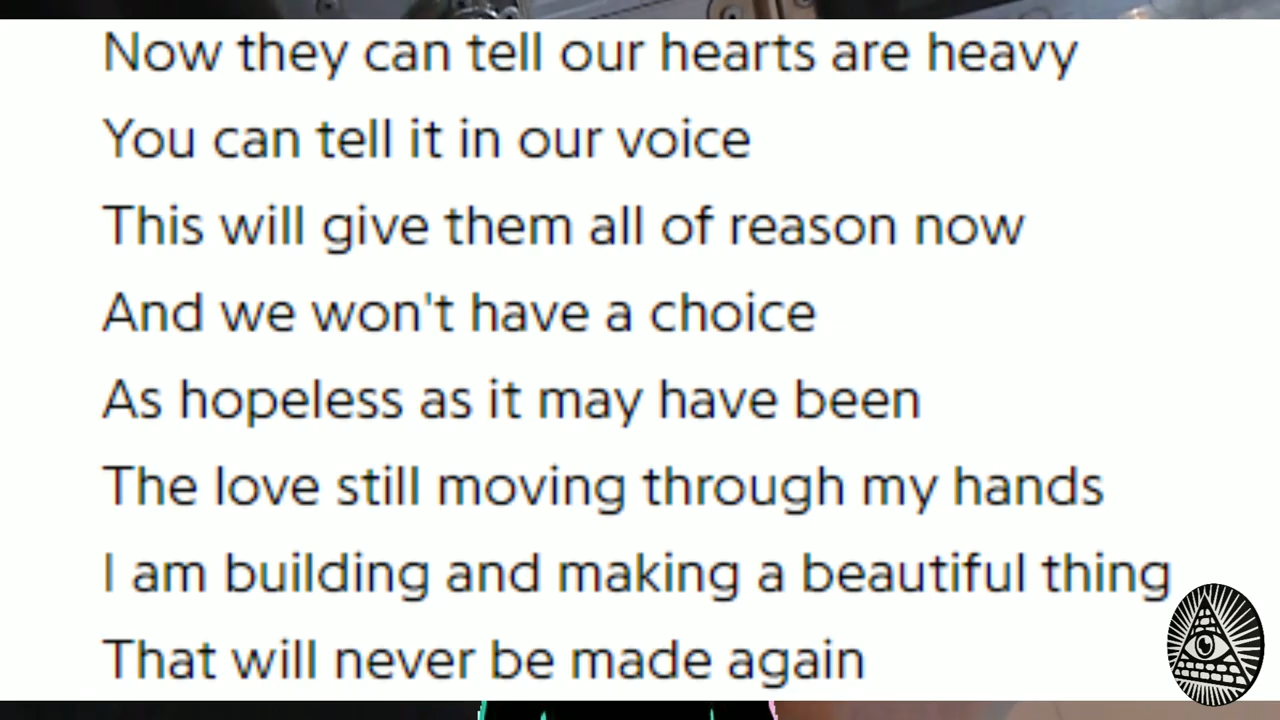 Now they can tell our hearts are heavy
You can tell it in our voice
This will give them all of reason now
And we won't have a choice
As hopeless as it may have been
The love still moving through my hands
I am building and making a beautiful thing
That will never be made again